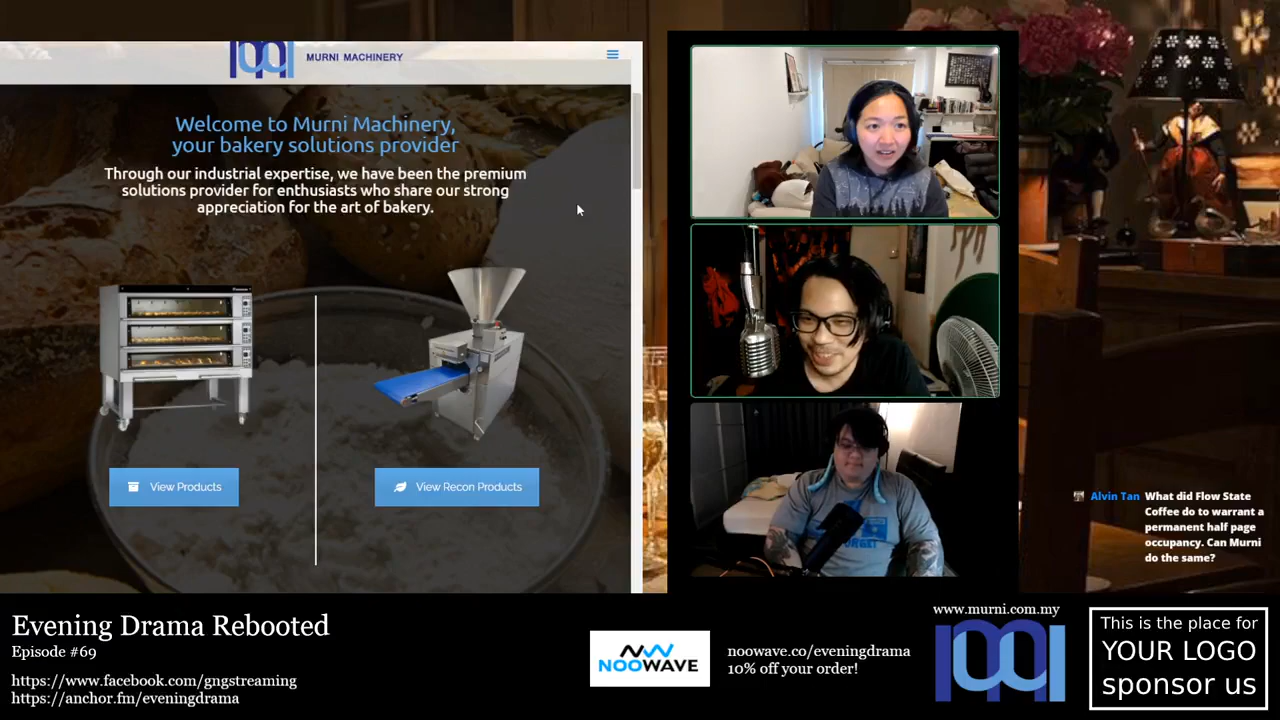 MURNI MACHINERY
Welcome to Murni Machinery,
your bakery solutions provider
Through our industrial expertise, we have been the premium
solutions provider for enthusiasts who share our strong
appreciation for the art of bakery.
View Products
View Recon Products
Alvin Tan What did Flow State
Coffee do to warrant a
permanent half page
occupancy. Can Murni
do the same?
Evening Drama Rebooted
Episode #69
https://www.facebook.com/gngstreaming
https://anchor.fm/eveningdrama
NOOWAVE
noowave.co/eveningdrama
10% off your order!
www.murni.com.my
This is the place for
YOUR LOGO
sponsor us